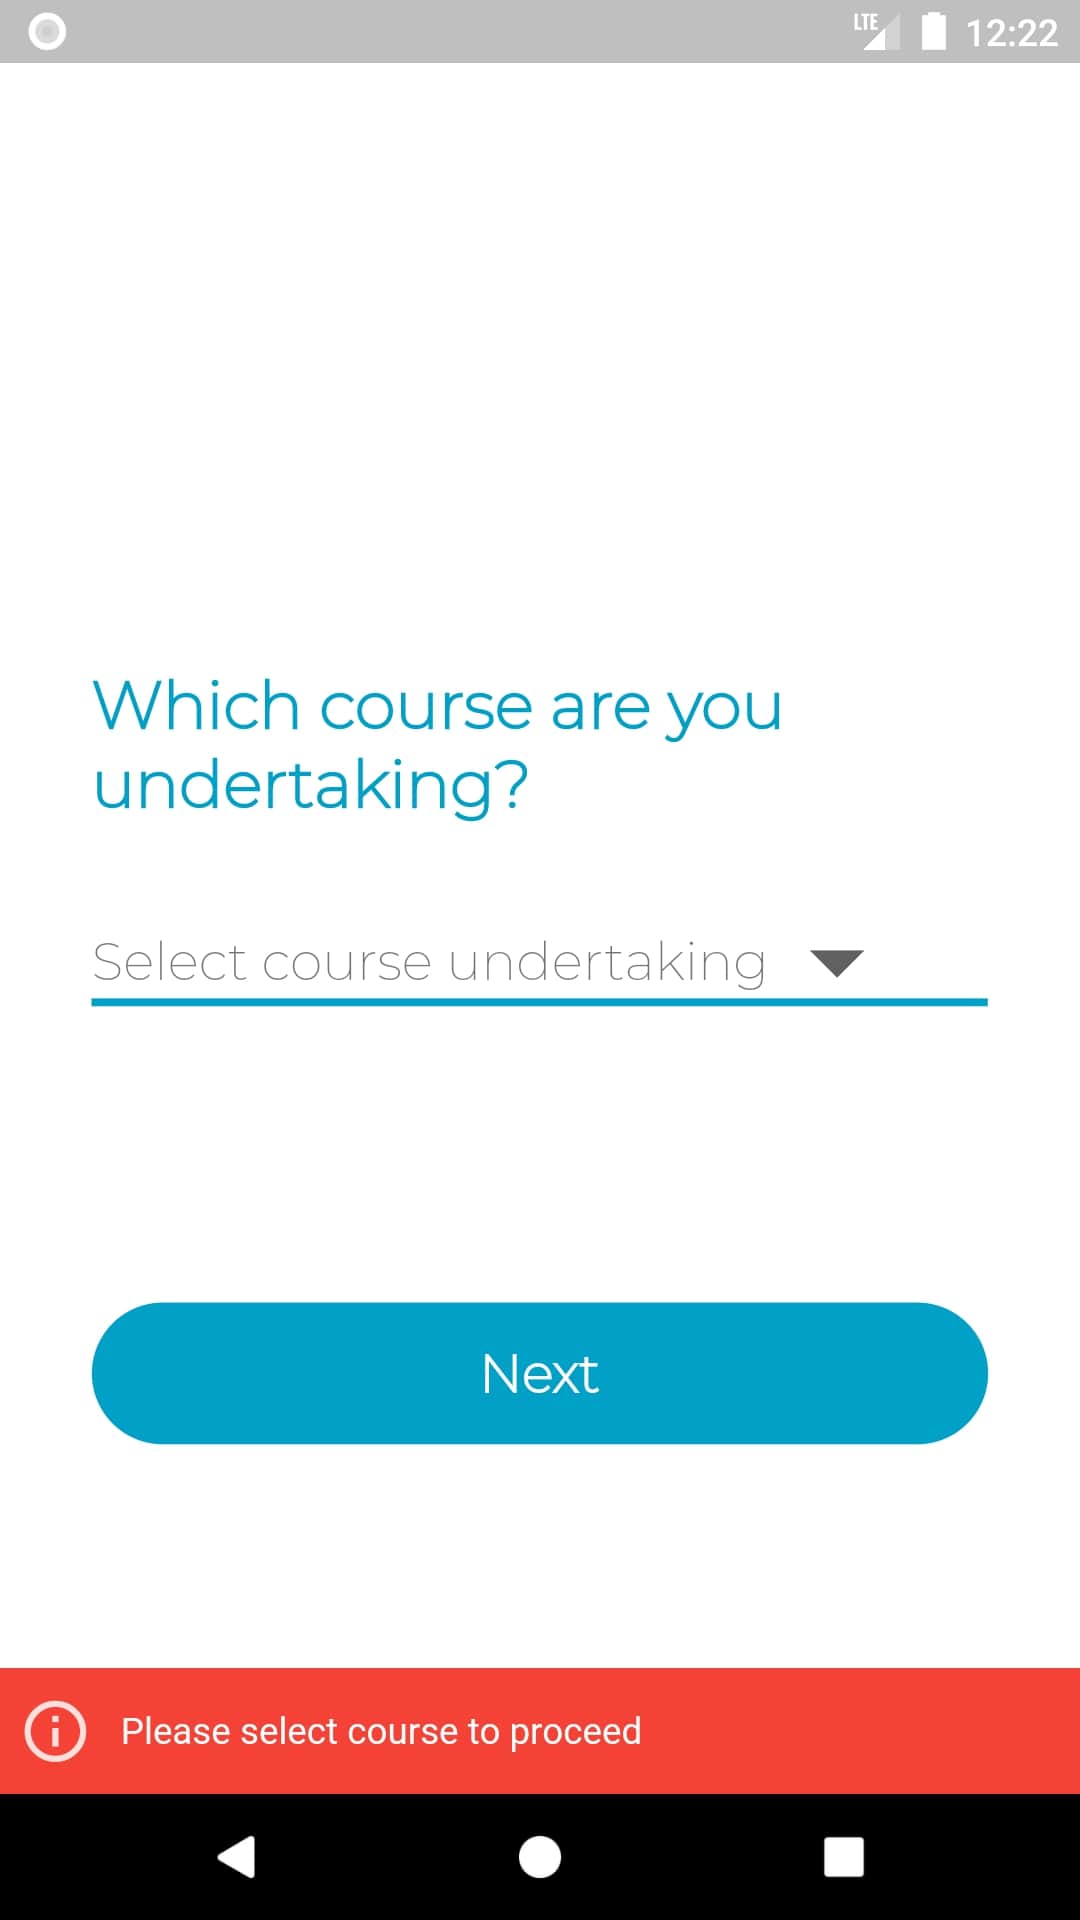 LTE 12:22
Which course are you
undertaking?
Select course undertaking
Next
Please select course to proceed